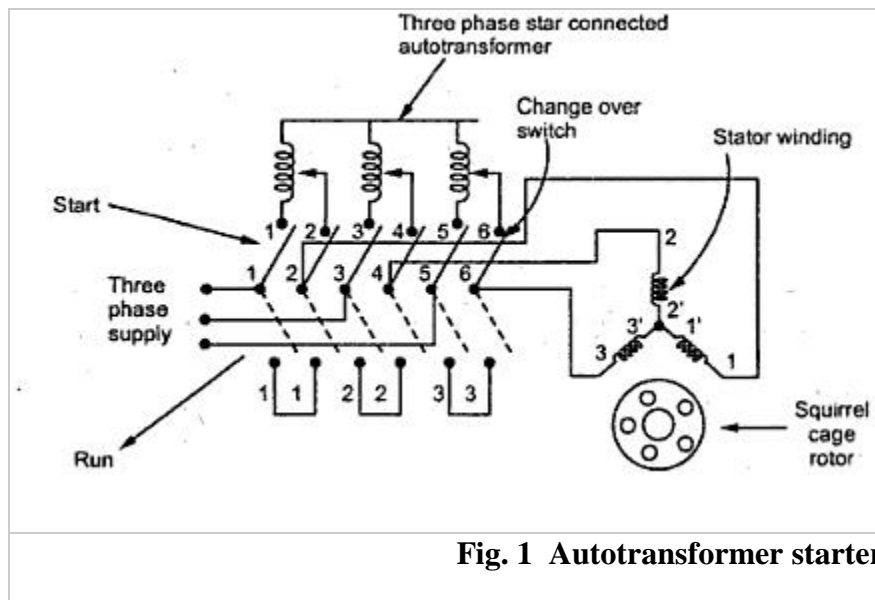 Three phase star connected
autotransformer
Change over
switch
Stator winding
Start
1 2 3 4 5 6
1 2 3 4 5 6
2
2'
3' 1'
3 1
Three
phase
supply
1 1 2 2 3 3
Run
Squirrel
cage
rotor
Fig. 1 Autotransformer starter